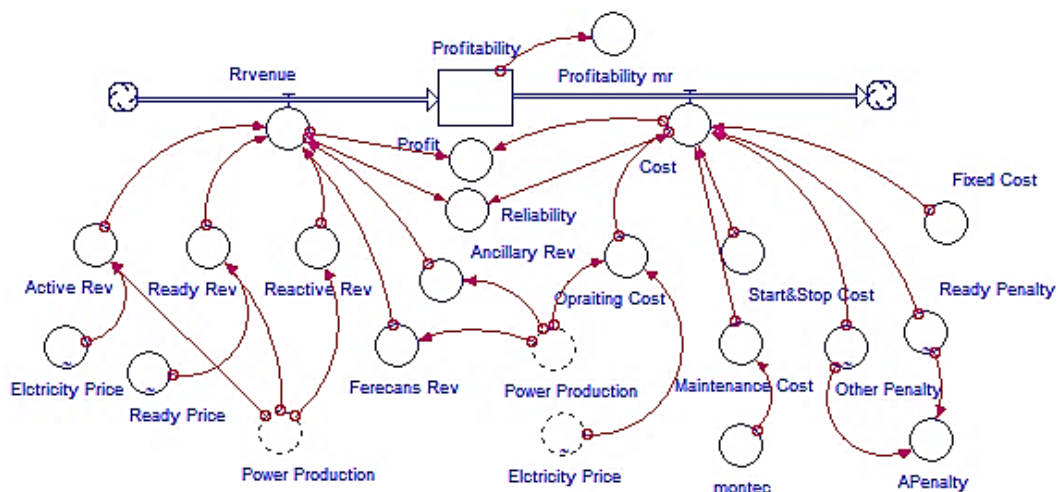 Profitability
Rrvenue
Profitability mr
Profit
Cost
Fixed Cost
Reliability
Ancillary Rev
Active Rev
Ready Rev
Reactive Rev
Opraiting Cost
Start&Stop Cost
Ready Penalty
Elctricity Price
Ready Price
Ferecans Rev
Power Production
Maintenance Cost
Other Penalty
Power Production
Elctricity Price
montec
APenalty